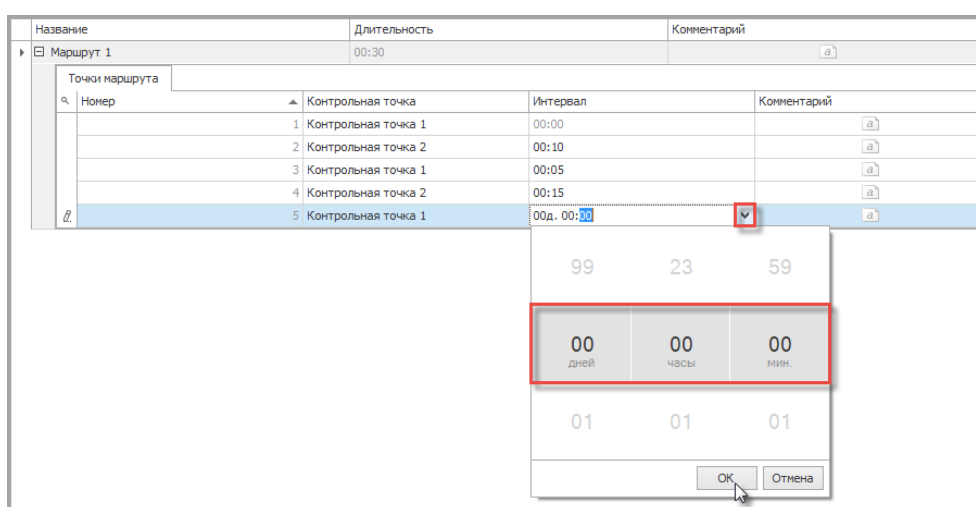 Название Длительность Комментарий
Маршрут 1 00:30 a
Точки маршрута
Номер Контрольная точка Интервал Комментарий
1 Контрольная точка 1 00:00 a
2 Контрольная точка 2 00:10 a
3 Контрольная точка 1 00:05 a
4 Контрольная точка 2 00:15 a
5 Контрольная точка 1 00д. 00:00 a
99 23 59
00 00 00
дней часы мин.
01 01 01
OK Отмена